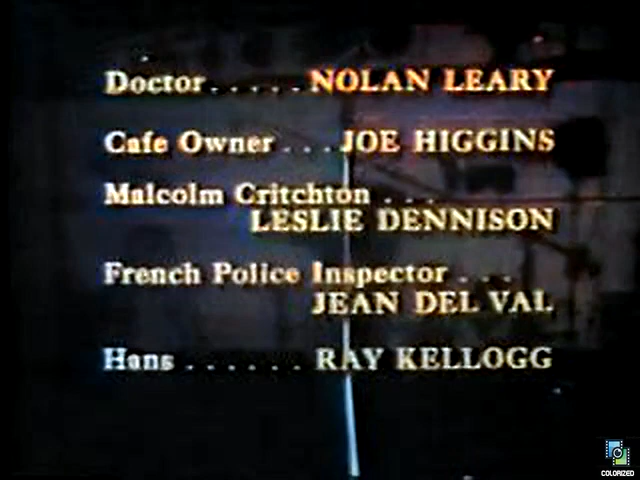 Doctor ..... NOLAN LEARY
Cafe Owner ... JOE HIGGINS
Malcolm Critchton ...
LESLIE DENNISON
French Police Inspector ...
JEAN DEL VAL
Hans ...... RAY KELLOGG
COLORIZED